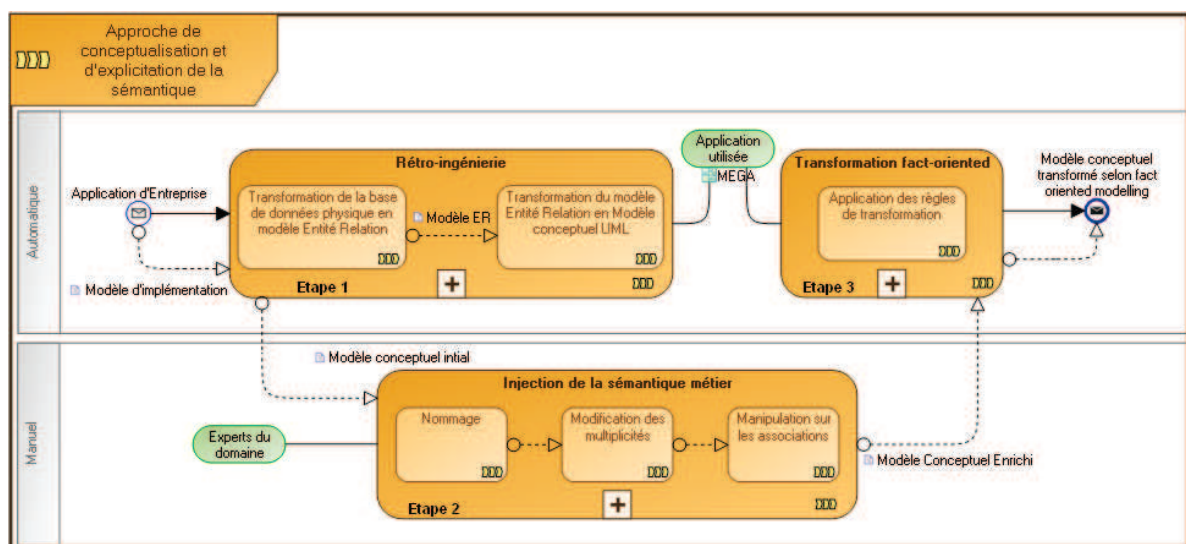 Approche de
conceptualisation et
d'explicitation de la
sémantique
Automatique
Application d'Entreprise
Modèle d'implémentation
Rétro-ingénierie
Transformation de la base
de données physique en
modèle Entité Relation
Modèle ER
Transformation du modèle
Entité Relation en Modèle
conceptuel UML
Etape 1
Application
utilisée
MEGA
Transformation fact-oriented
Application des règles
de transformation
Etape 3
Modèle conceptuel
transformé selon fact
oriented modelling
Manuel
Modèle conceptuel intial
Injection de la sémantique métier
Experts du
domaine
Nommage
Modification des
multiplicités
Manipulation sur
les associations
Etape 2
Modèle Conceptuel Enrichi